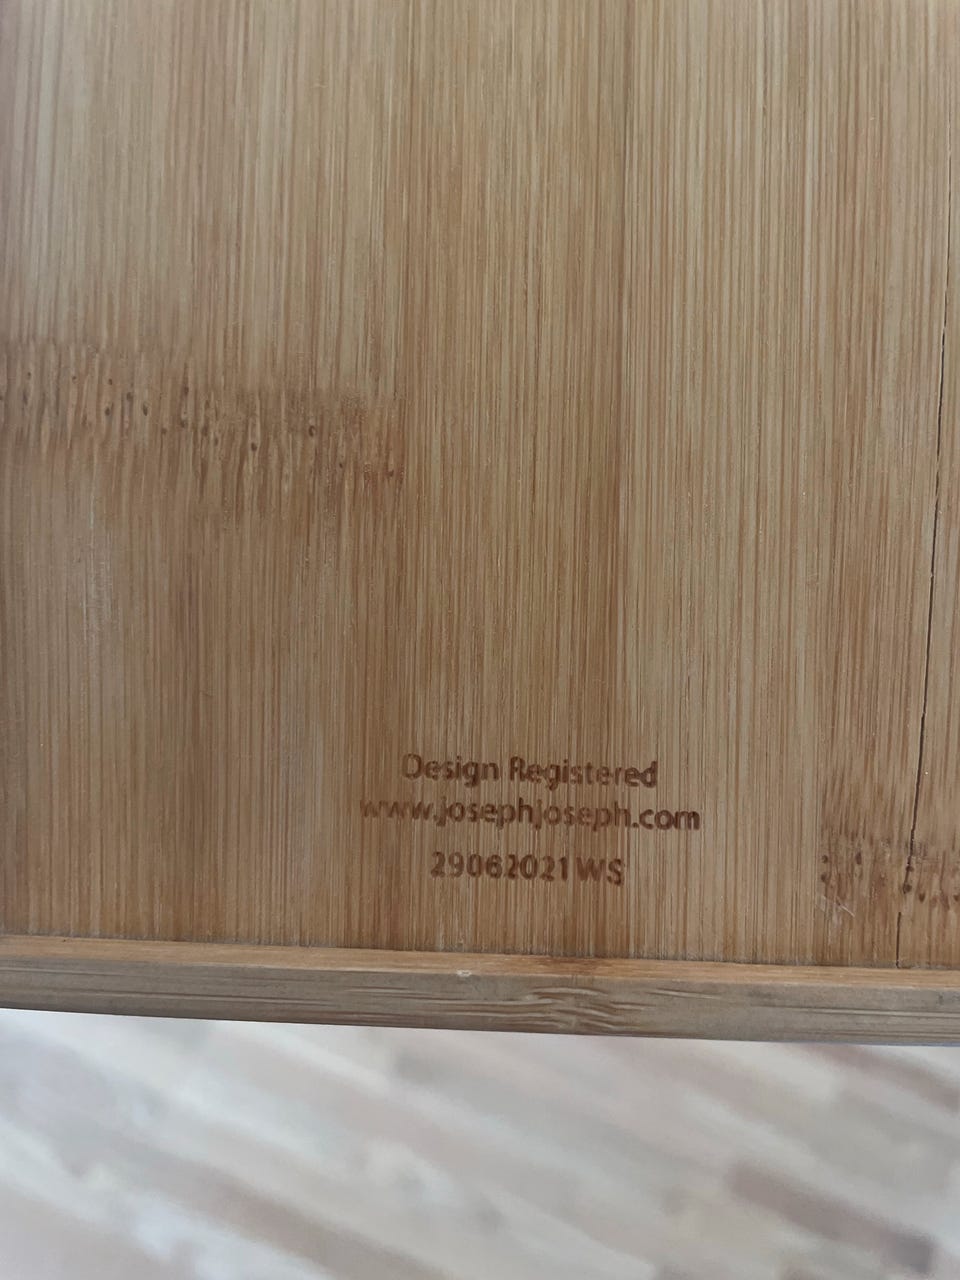 Design Registered
www.josephjoseph.com
29062021WS